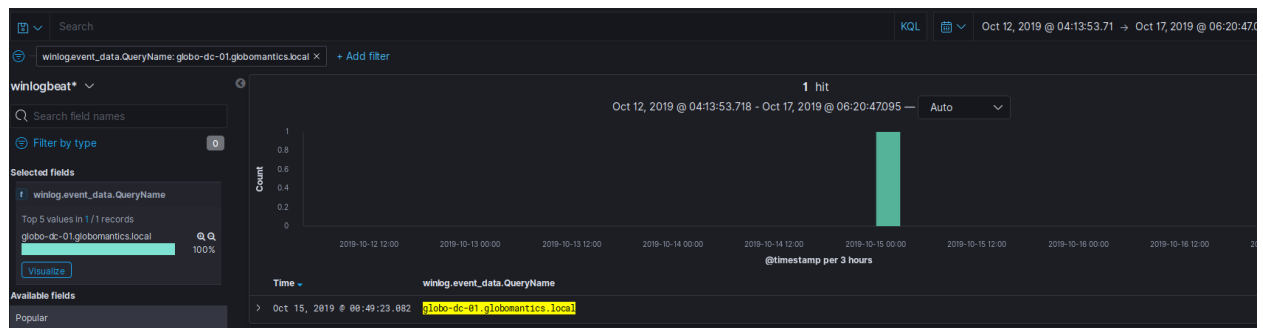 Search KQL Oct 12, 2019 @ 04:13:53.71 → Oct 17, 2019 @ 06:20:47.0
winlog.event_data.QueryName: globo-dc-01.globomantics.local × + Add filter
winlogbeat*
Search field names
Filter by type 0
Selected fields
t winlog.event_data.QueryName
Top 5 values in 1 / 1 records
globo-dc-01.globomantics.local
100%
Visualize
Available fields
Popular
1 hit
Oct 12, 2019 @ 04:13:53.718 - Oct 17, 2019 @ 06:20:47.095 — Auto
Count
1
0.8
0.6
0.4
0.2
0
2019-10-12 12:00 2019-10-13 00:00 2019-10-13 12:00 2019-10-14 00:00 2019-10-14 12:00 2019-10-15 00:00 2019-10-15 12:00 2019-10-16 00:00 2019-10-16 12:00 20
@timestamp per 3 hours
Time winlog.event_data.QueryName
> Oct 15, 2019 @ 00:49:23.082 globo-dc-01.globomantics.local